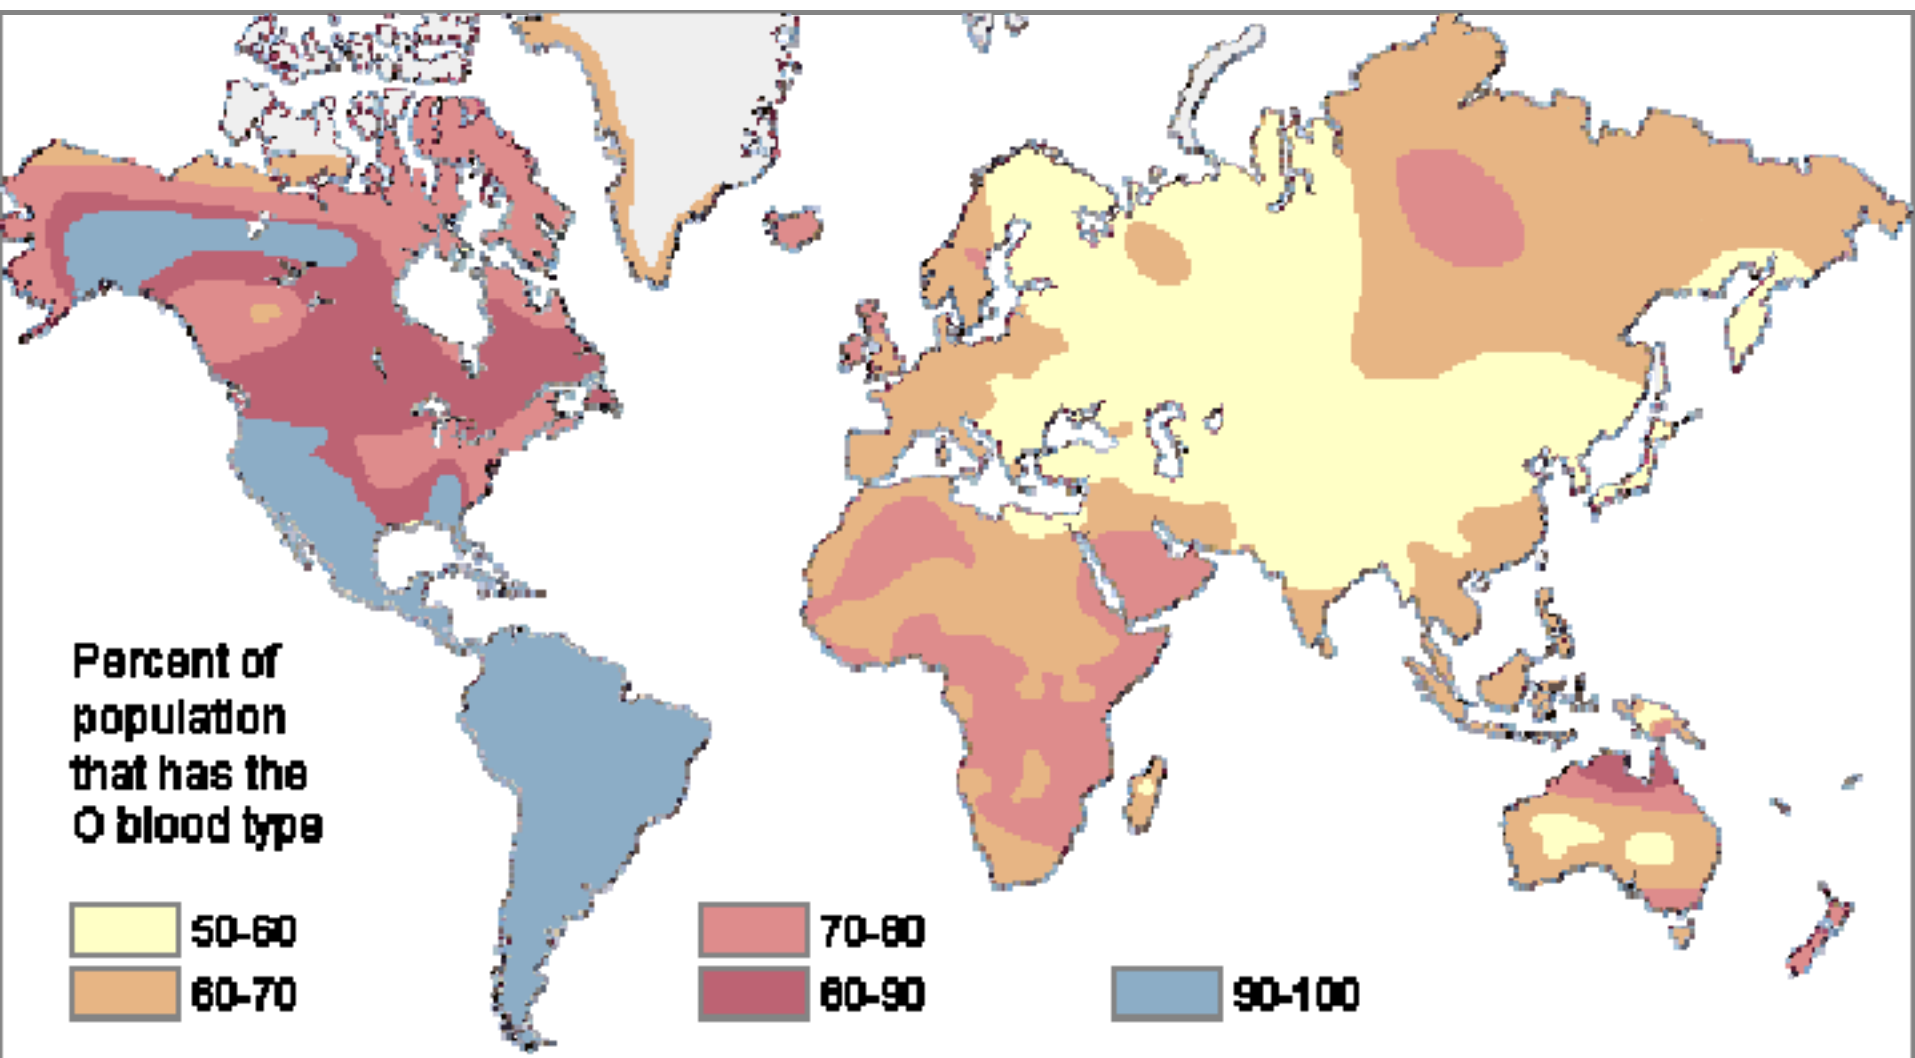 Percent of
population
that has the
O blood type
50-60
60-70
70-80
80-90
90-100